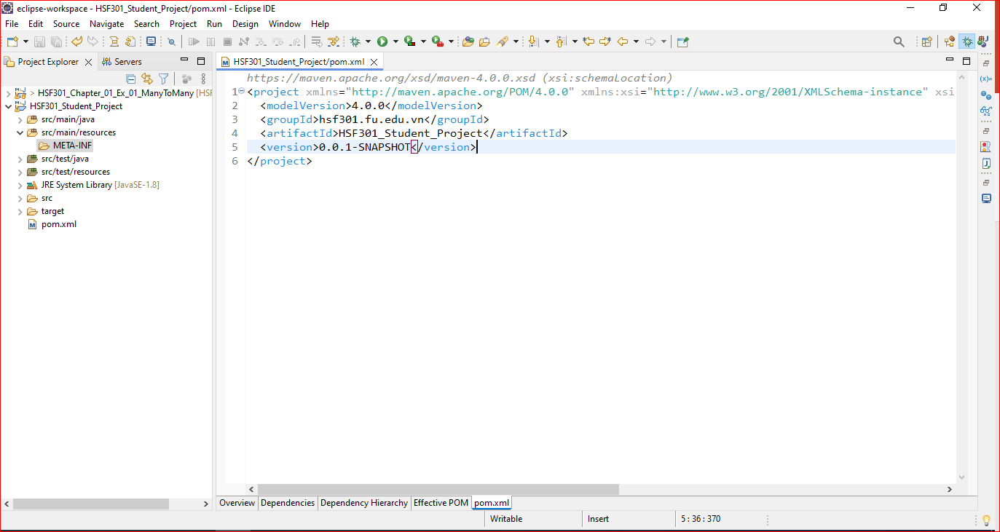 eclipse-workspace - HSF301_Student_Project/pom.xml - Eclipse IDE
File Edit Source Navigate Search Project Run Design Window Help
Project Explorer Servers
> HSF301_Chapter_01_Ex_01_ManyToMany [HSF
HSF301_Student_Project
src/main/java
src/main/resources
META-INF
src/test/java
src/test/resources
JRE System Library [JavaSE-1.8]
src
target
pom.xml
HSF301_Student_Project/pom.xml
https://maven.apache.org/xsd/maven-4.0.0.xsd (xsi:schemaLocation)
1 <project xmlns="http://maven.apache.org/POM/4.0.0" xmlns:xsi="http://www.w3.org/2001/XMLSchema-instance" xsi
2 <modelVersion>4.0.0</modelVersion>
3 <groupId>hsf301.fu.edu.vn</groupId>
4 <artifactId>HSF301_Student_Project</artifactId>
5 <version>0.0.1-SNAPSHOT</version>
6 </project>
Overview Dependencies Dependency Hierarchy Effective POM pom.xml
Writable Insert 5 : 36 : 370